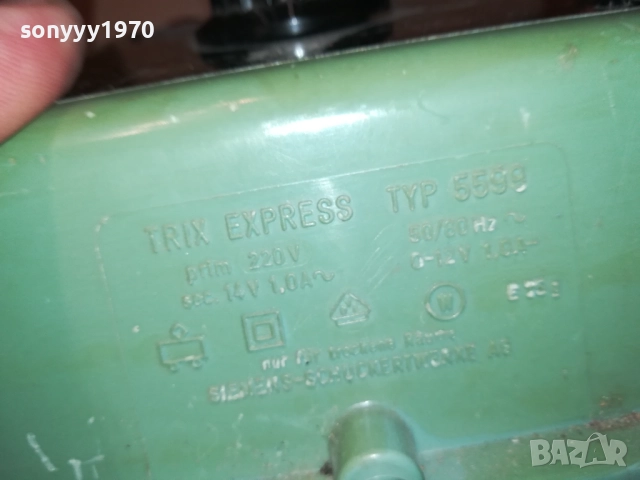 sonyyy1970
TRIX EXPRESS TYP 5599
prim 220V 50/60Hz ~
sec. 14V 1,0A~ 0-14V 1,0A
W
nur für trockene Räume
SIEMENS-SCHUCKERTWERKE AG
BAZAR